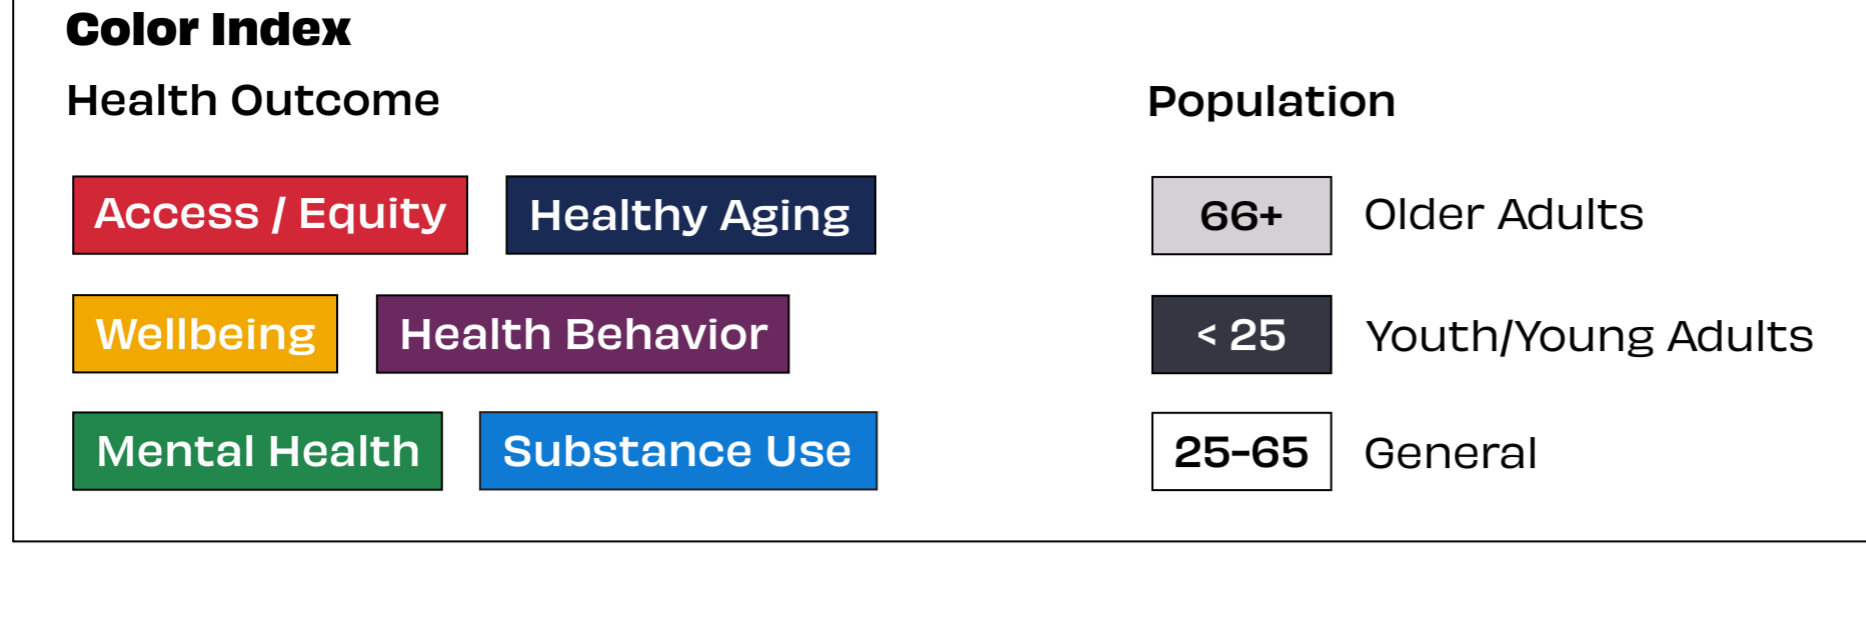 Color Index
Health Outcome
Access / Equity
Healthy Aging
Wellbeing
Health Behavior
Mental Health
Substance Use
Population
66+ Older Adults
< 25 Youth/Young Adults
25-65 General